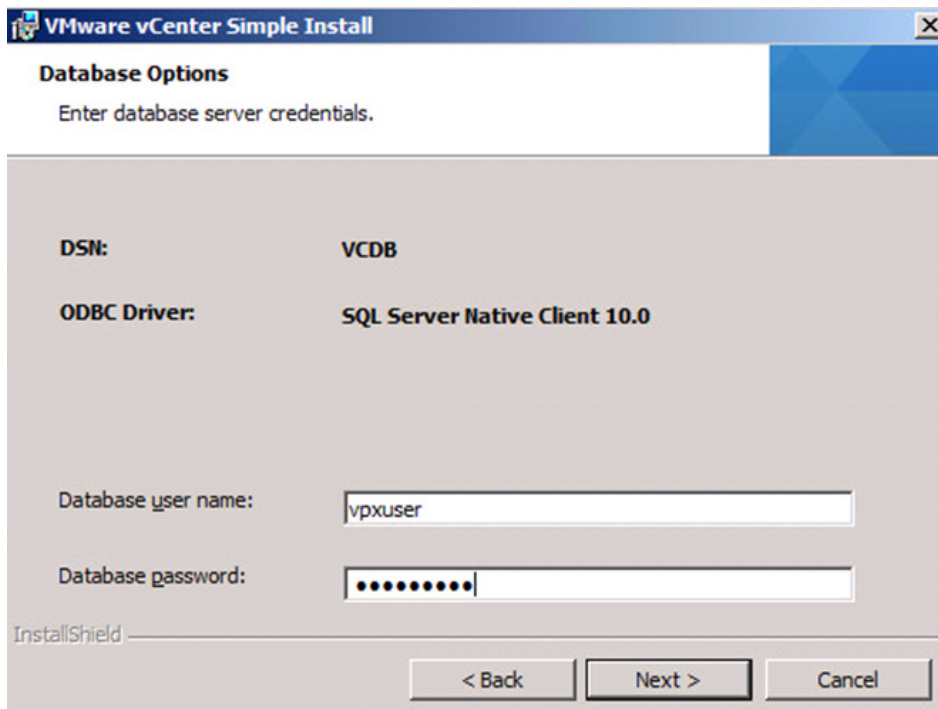 VMware vCenter Simple Install
Database Options
Enter database server credentials.
DSN: VCDB
ODBC Driver: SQL Server Native Client 10.0
Database user name: vpxuser
Database password: •••••••••
InstallShield
< Back Next > Cancel